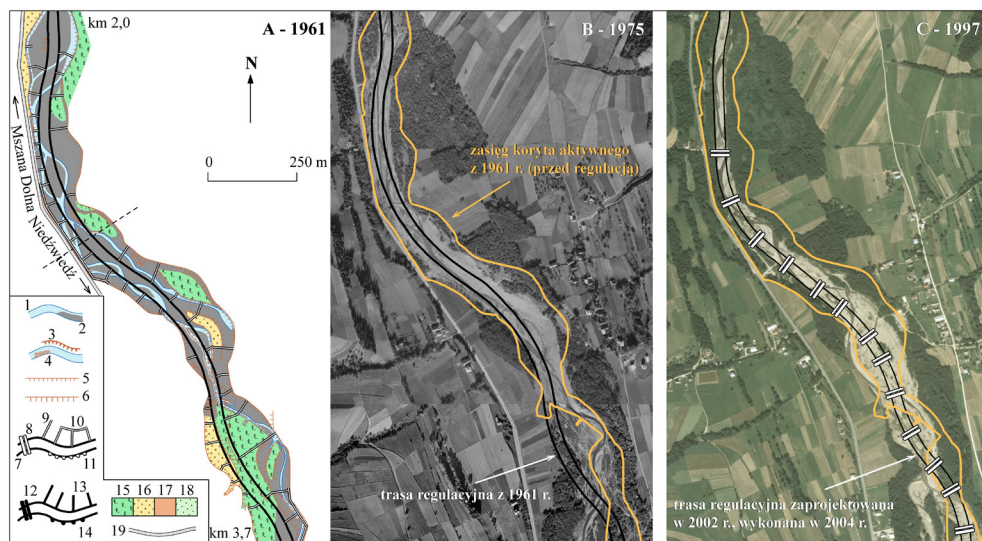 km 2,0
A - 1961
N
0 250 m
Mszana Dolna
Niedźwiedź
1
2
3
4
5
6
9 10
8
7 11
12 13
14
15 16 17 18
19
km 3,7
B - 1975
zasięg koryta aktywnego
z 1961 r. (przed regulacją)
trasa regulacyjna z 1961 r.
C - 1997
trasa regulacyjna zaprojektowana
w 2002 r., wykonana w 2004 r.